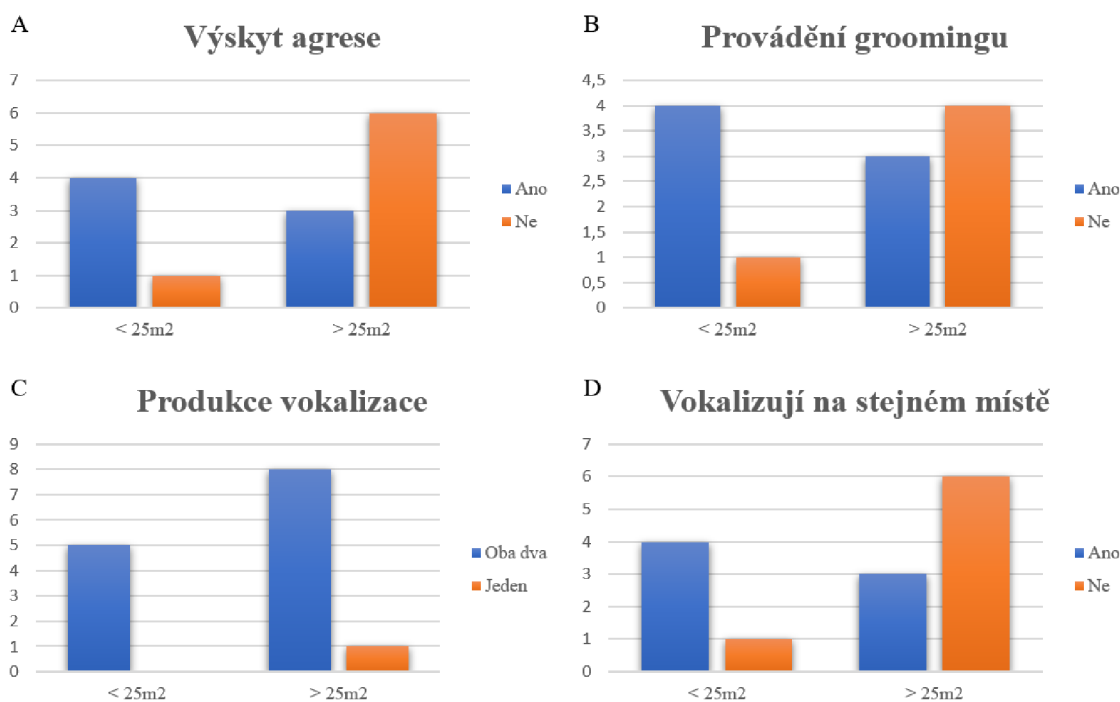 A
Výskyt agrese
7
6
5
4
3
2
1
0
< 25m2
> 25m2
Ano
Ne
B
Provádění groomingu
4,5
4
3,5
3
2,5
2
1,5
1
0,5
0
< 25m2
> 25m2
Ano
Ne
C
Produkce vokalizace
9
8
7
6
5
4
3
2
1
0
< 25m2
> 25m2
Oba dva
Jeden
D
Vokalizují na stejném místě
7
6
5
4
3
2
1
0
< 25m2
> 25m2
Ano
Ne